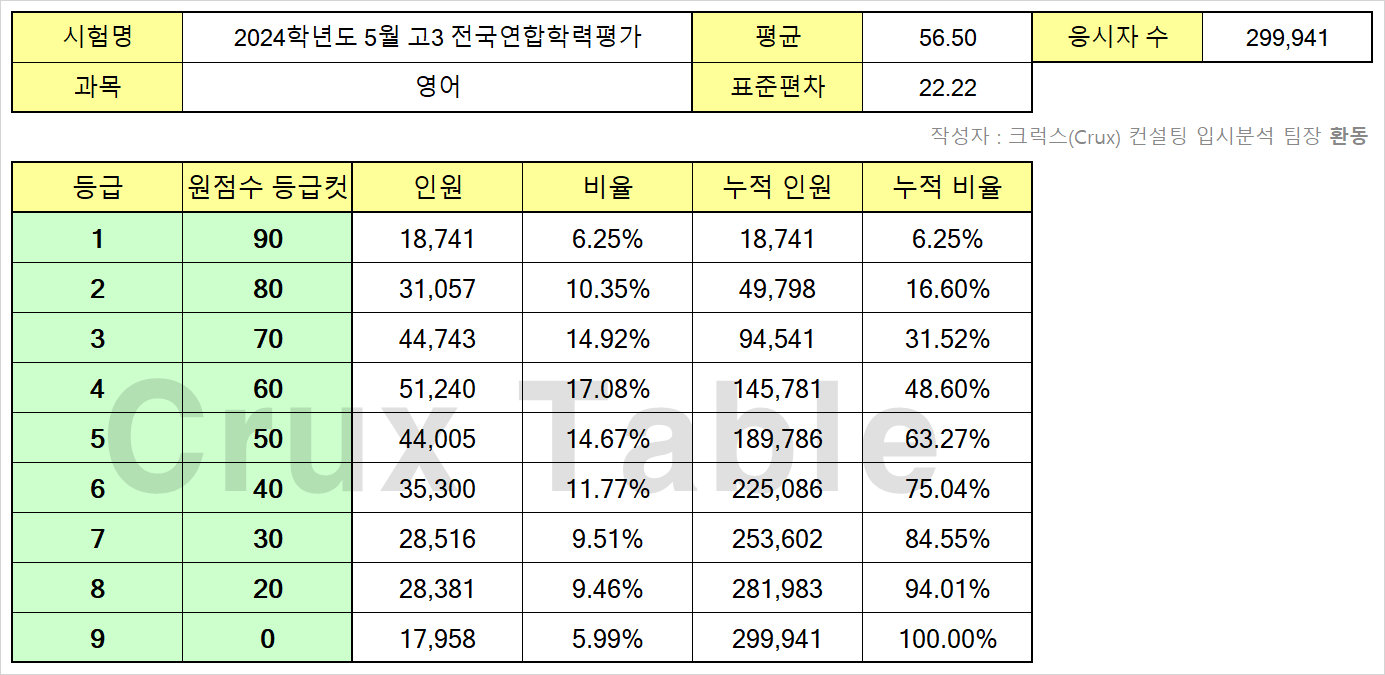 시험명 2024학년도 5월 고3 전국연합학력평가 평균 56.50 응시자 수 299,941
과목 영어 표준편차 22.22
작성자 : 크럭스(Crux) 컨설팅 입시분석 팀장 환동
등급 원점수 등급컷 인원 비율 누적 인원 누적 비율
1 90 18,741 6.25% 18,741 6.25%
2 80 31,057 10.35% 49,798 16.60%
3 70 44,743 14.92% 94,541 31.52%
4 60 51,240 17.08% 145,781 48.60%
5 50 44,005 14.67% 189,786 63.27%
6 40 35,300 11.77% 225,086 75.04%
7 30 28,516 9.51% 253,602 84.55%
8 20 28,381 9.46% 281,983 94.01%
9 0 17,958 5.99% 299,941 100.00%
Crux Table